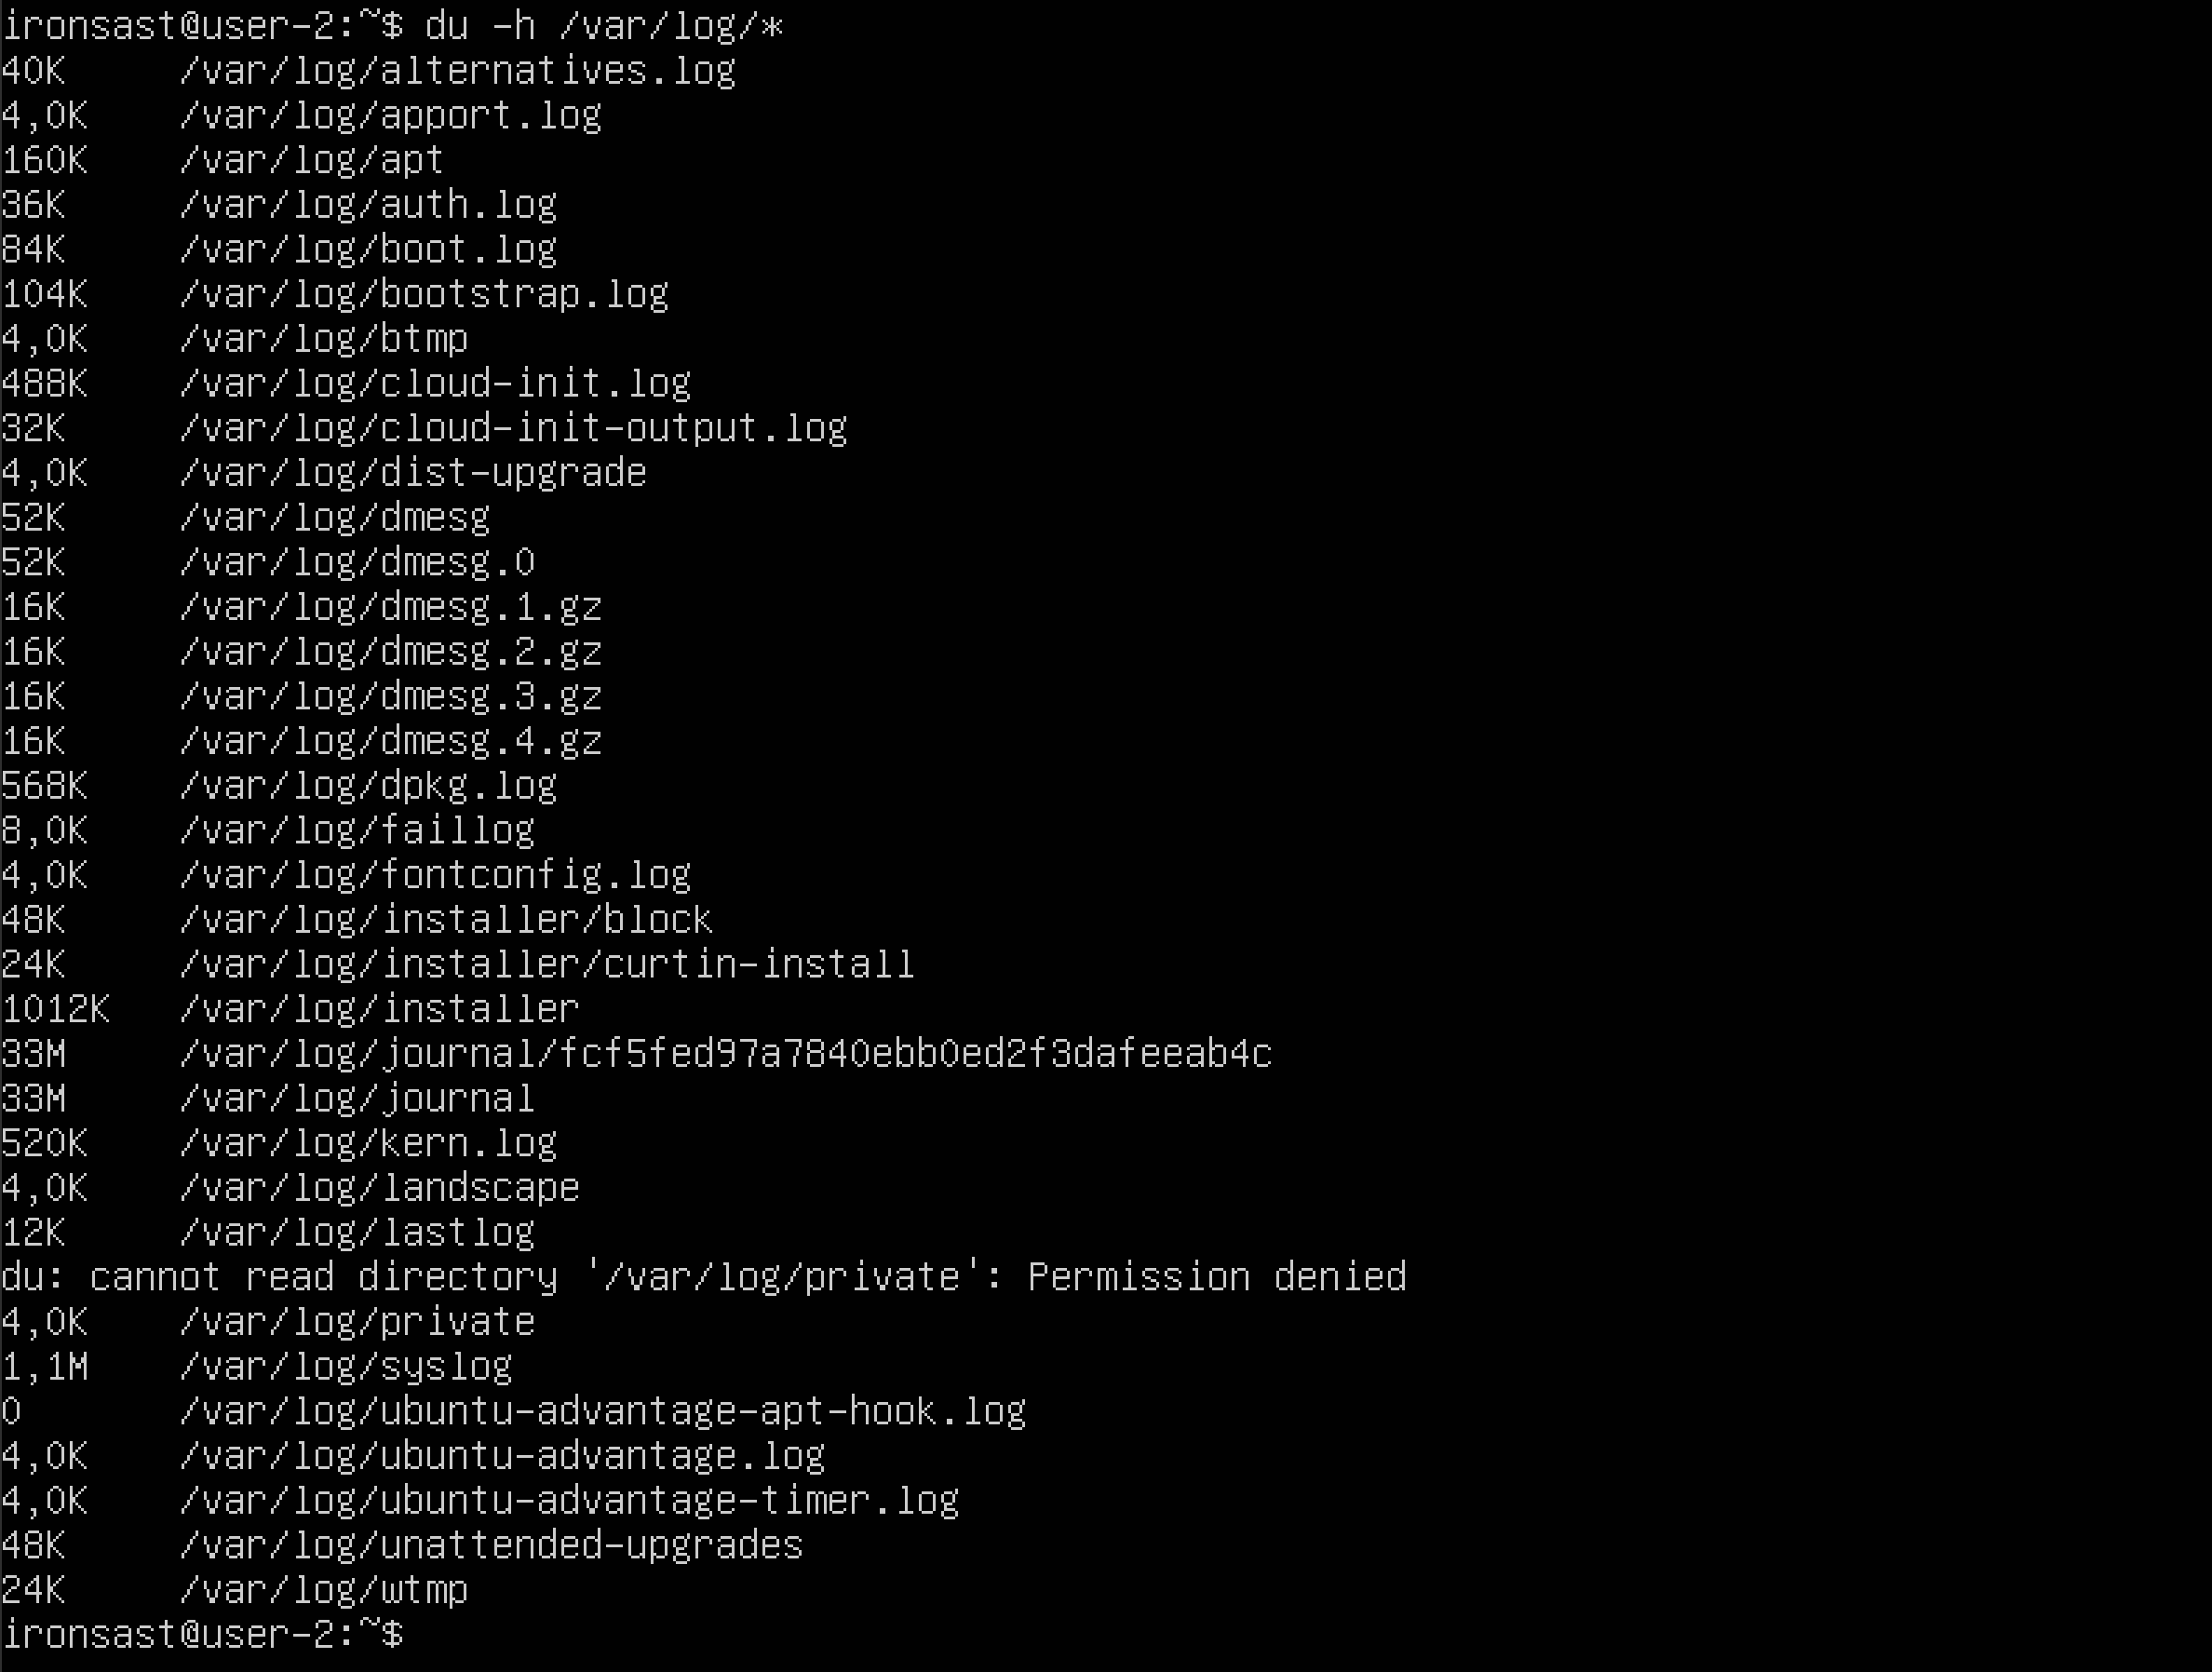 ironsast@user-2:~$ du -h /var/log/*
40K     /var/log/alternatives.log
4,0K    /var/log/apport.log
160K    /var/log/apt
36K     /var/log/auth.log
84K     /var/log/boot.log
104K    /var/log/bootstrap.log
4,0K    /var/log/btmp
488K    /var/log/cloud-init.log
32K     /var/log/cloud-init-output.log
4,0K    /var/log/dist-upgrade
52K     /var/log/dmesg
52K     /var/log/dmesg.0
16K     /var/log/dmesg.1.gz
16K     /var/log/dmesg.2.gz
16K     /var/log/dmesg.3.gz
16K     /var/log/dmesg.4.gz
568K    /var/log/dpkg.log
8,0K    /var/log/faillog
4,0K    /var/log/fontconfig.log
48K     /var/log/installer/block
24K     /var/log/installer/curtin-install
1012K   /var/log/installer
33M     /var/log/journal/fcf5fed97a7840ebb0ed2f3dafeeab4c
33M     /var/log/journal
520K    /var/log/kern.log
4,0K    /var/log/landscape
12K     /var/log/lastlog
du: cannot read directory '/var/log/private': Permission denied
4,0K    /var/log/private
1,1M    /var/log/syslog
0       /var/log/ubuntu-advantage-apt-hook.log
4,0K    /var/log/ubuntu-advantage.log
4,0K    /var/log/ubuntu-advantage-timer.log
48K     /var/log/unattended-upgrades
24K     /var/log/wtmp
ironsast@user-2:~$